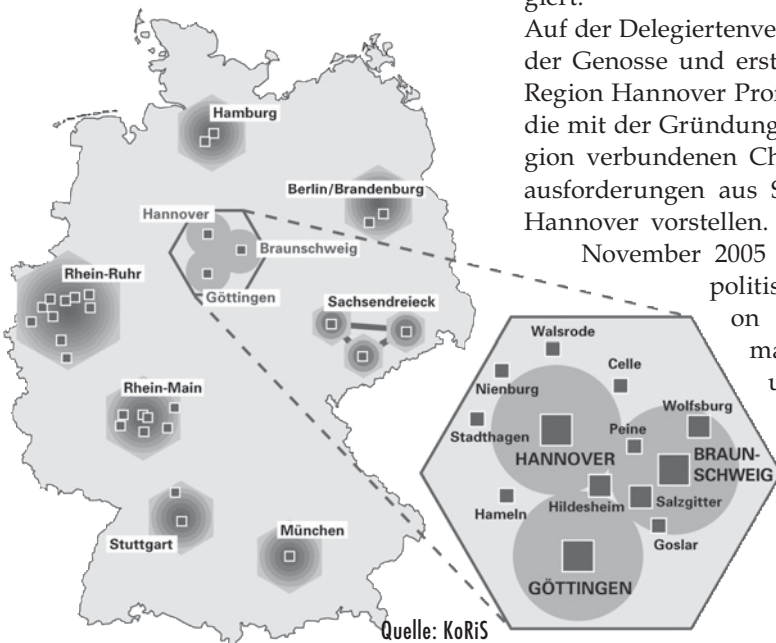 giert.
Auf der Delegiertenve
der Genosse und erst
Region Hannover Pro
die mit der Gründung
gion verbundenen Ch
ausforderungen aus S
Hannover vorstellen.
November 2005
politis
on
ma
u
Hamburg
Berlin/Brandenburg
Hannover
Braunschweig
Göttingen
Rhein-Ruhr
Sachsendreieck
Rhein-Main
Stuttgart
München
Walsrode
Celle
Nienburg
Wolfsburg
Stadthagen
Peine
HANNOVER
BRAUN-
SCHWEIG
Hildesheim
Salzgitter
Hameln
Goslar
GÖTTINGEN
Quelle: KoRiS